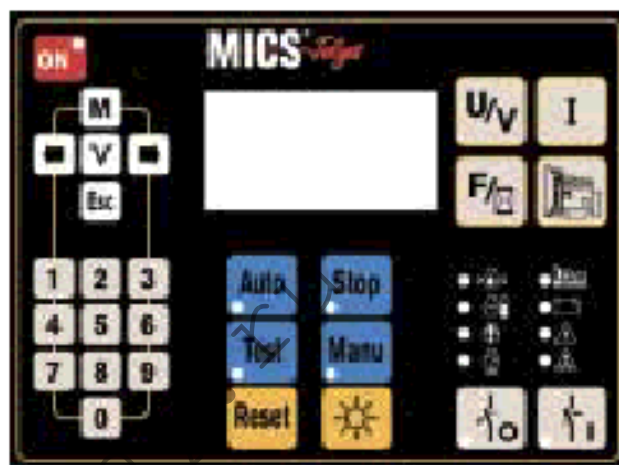 On
MICS
M
V
Esc
U/V
I
F/
1 2 3
4 5 6
7 8 9
0
Auto
Stop
Test
Manu
Reset
O
I